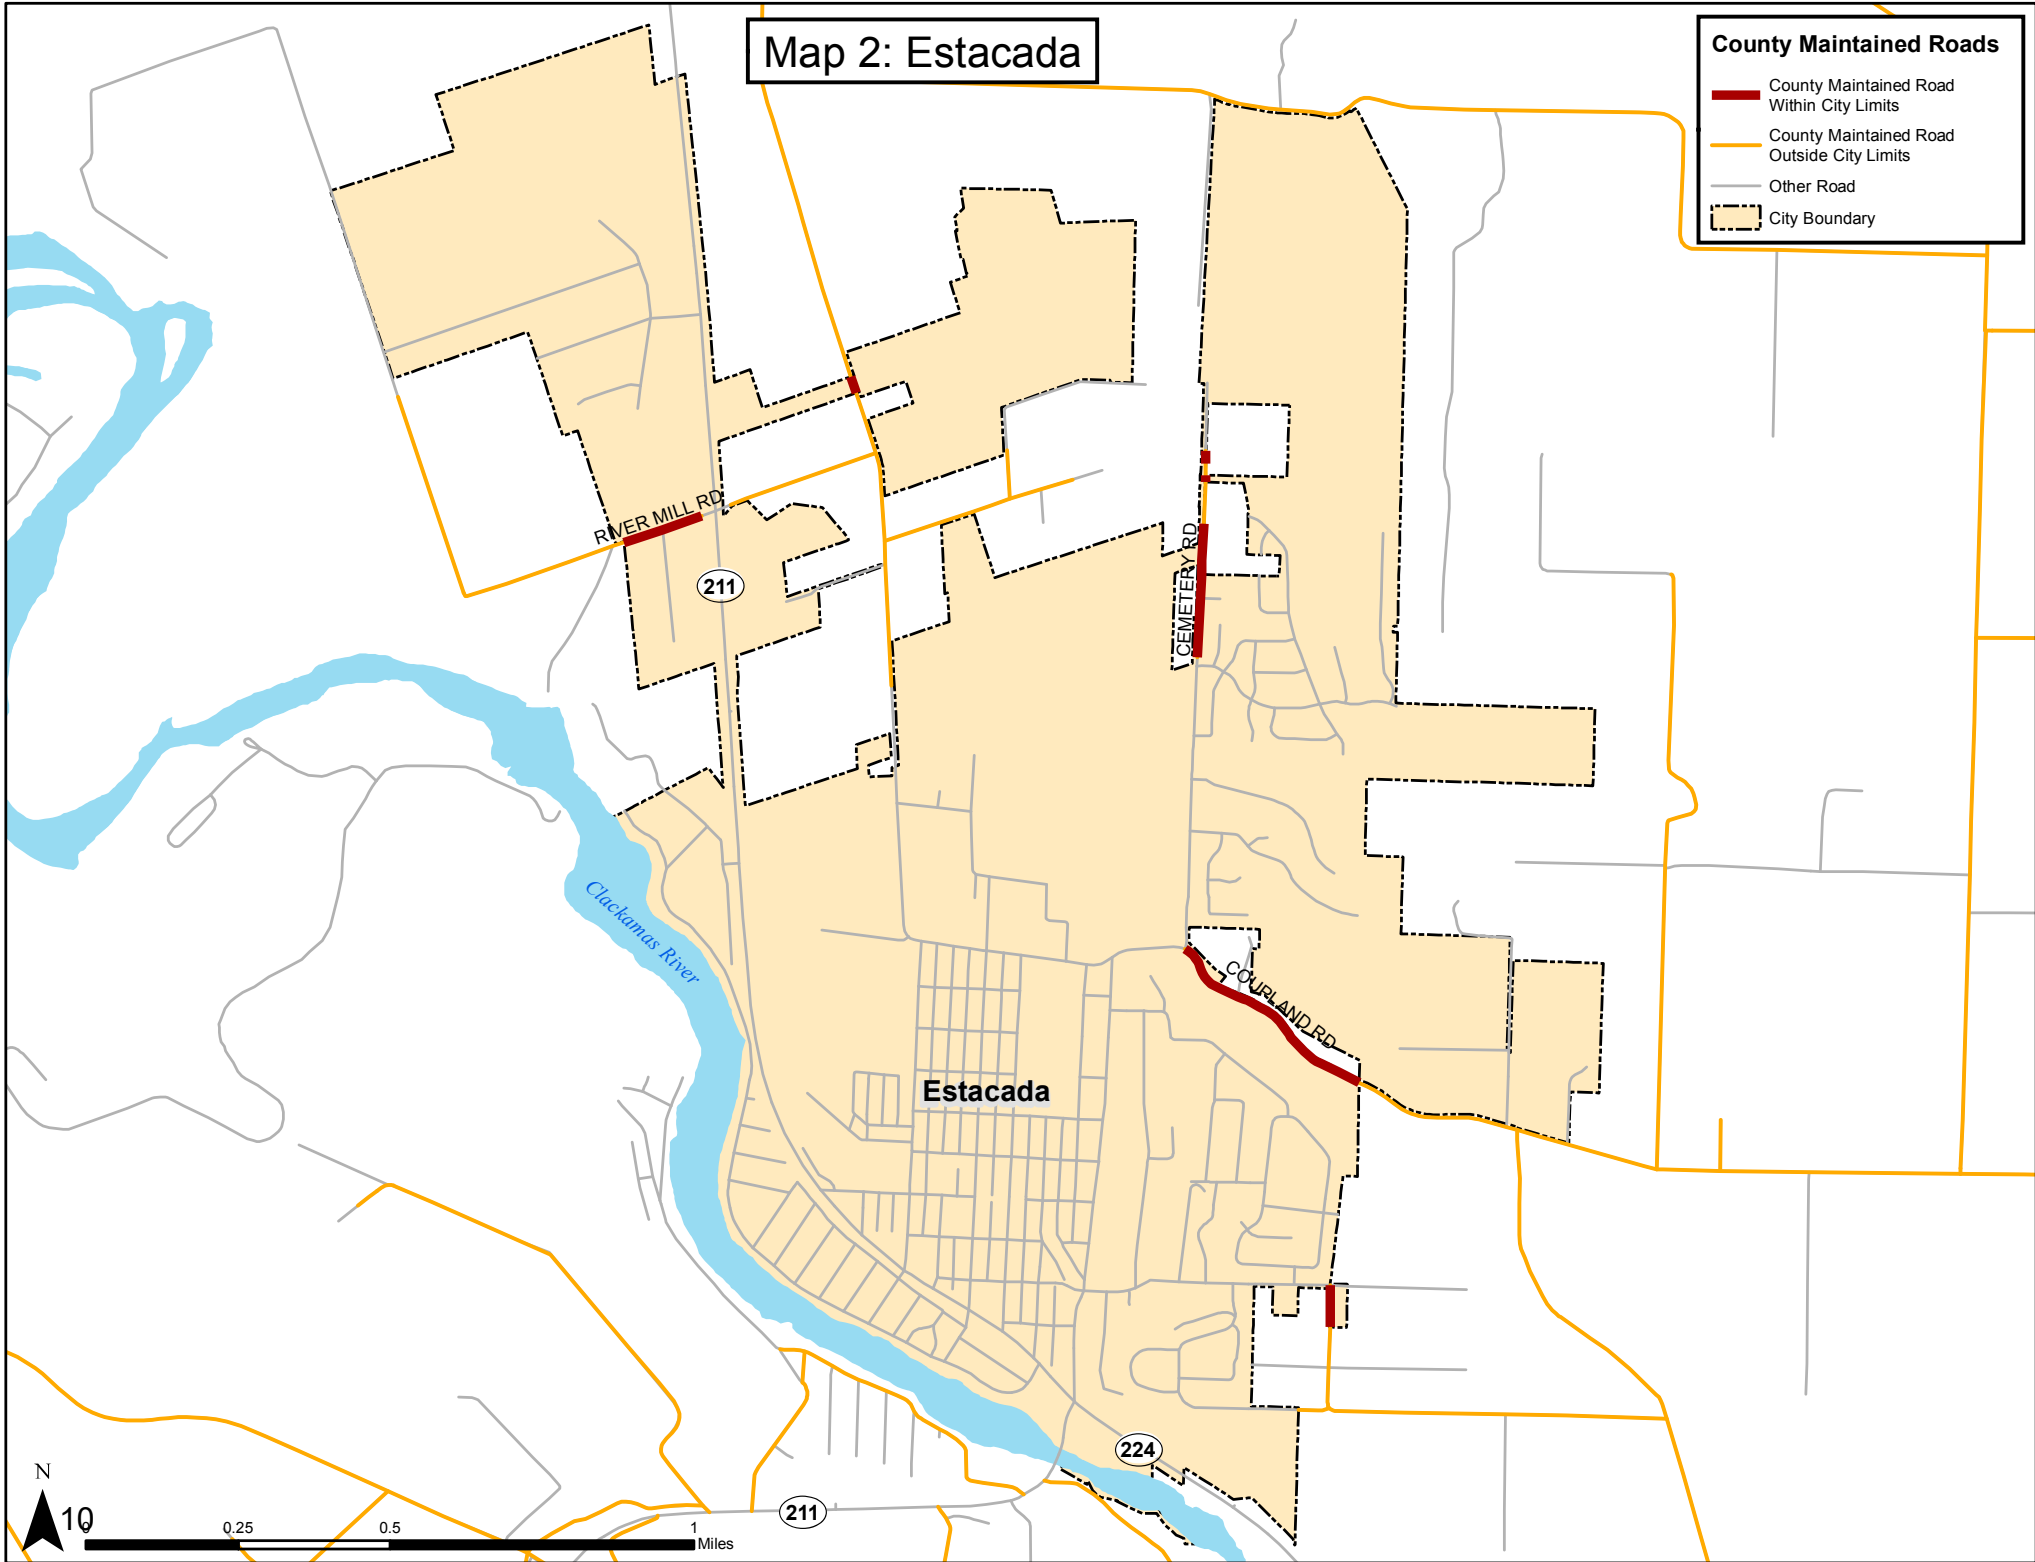 Map 2: Estacada
County Maintained Roads
County Maintained Road
Within City Limits
County Maintained Road
Outside City Limits
Other Road
City Boundary
RIVER MILL RD
211
CEMETERY RD
Clackamas River
COURLAND RD
Estacada
224
211
N
10
0 0.25 0.5 1
Miles